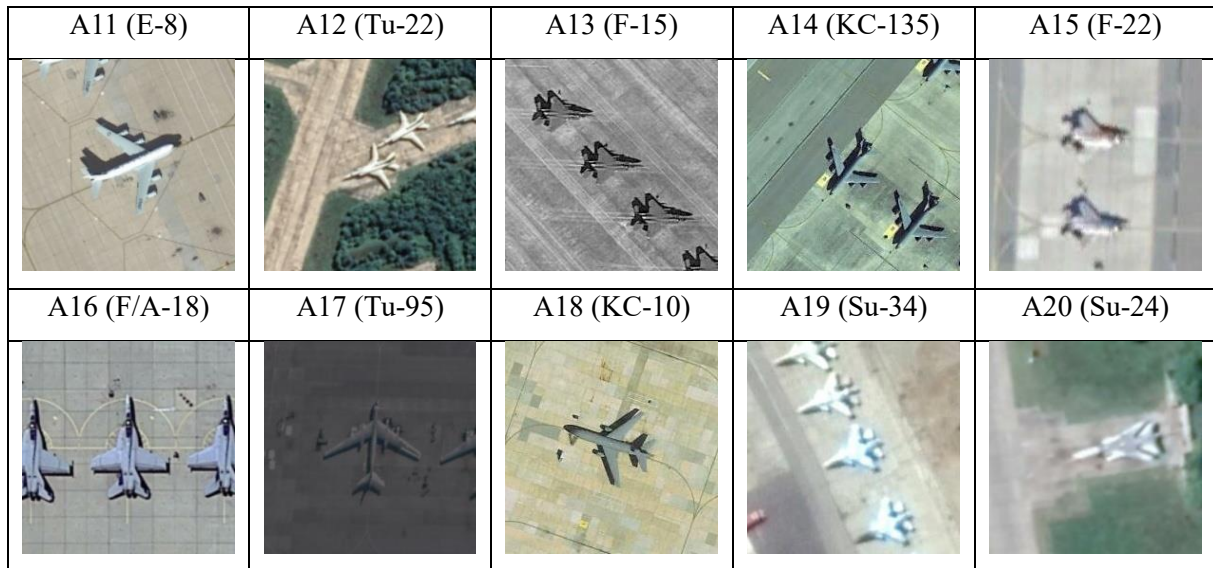 A11 (E-8) A12 (Tu-22) A13 (F-15) A14 (KC-135) A15 (F-22)
A16 (F/A-18) A17 (Tu-95) A18 (KC-10) A19 (Su-34) A20 (Su-24)